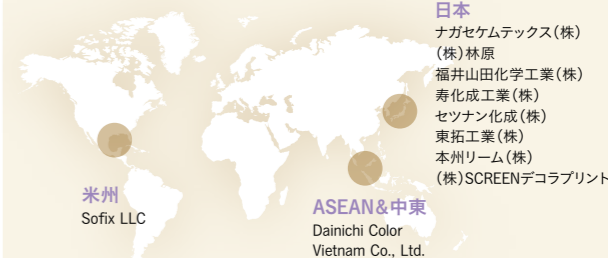 日本
ナガセケムテックス(株)
(株)林原
福井山田化学工業(株)
寿化成工業(株)
セツナン化成(株)
東拓工業(株)
本州リーム(株)
(株)SCREENデコラプリント
米州
Sofix LLC
ASEAN&中東
Dainichi Color
Vietnam Co., Ltd.